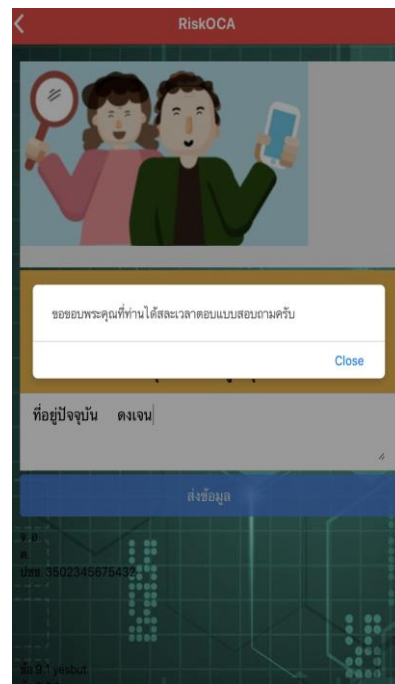 RiskOCA
ขอขอบพระคุณที่ท่านได้สละเวลาตอบแบบสอบถามครับ
Close
ที่อยู่ปัจจุบัน ดงเจน
ส่งข้อมูล
จ. อ.
ต.
ปชช. 3502345675432
ข้อ 9.1 yesbut